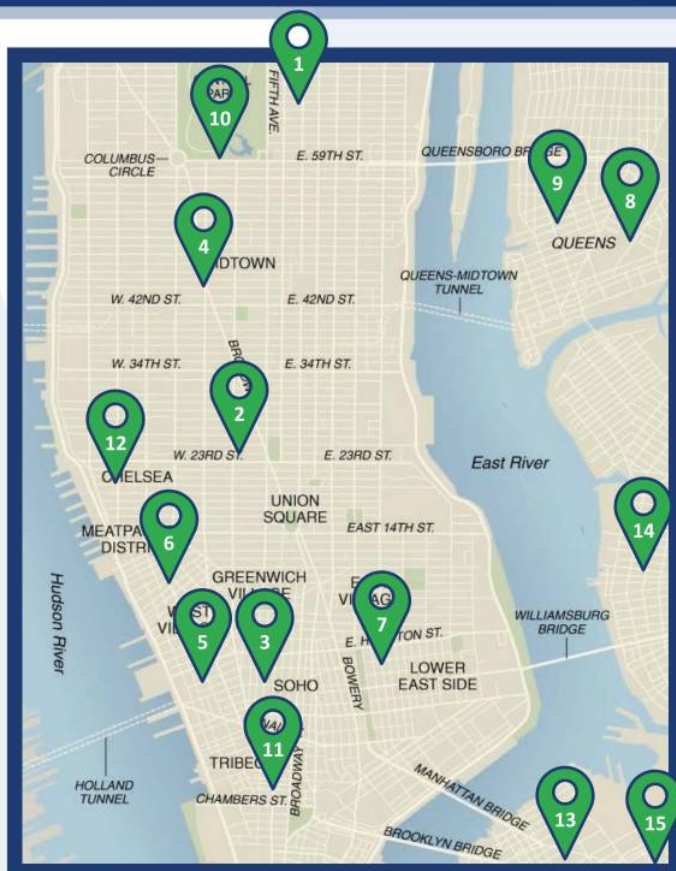 1
PARK
10
FIFTH AVE.
COLUMBUS
CIRCLE
E. 59TH ST.
QUEENSBORO
9
8
QUEENS
4
QUEENS-MIDTOWN
TUNNEL
W. 42ND ST.
E. 42ND ST.
W. 34TH ST.
E. 34TH ST.
2
12
W. 23RD ST.
E. 23RD ST.
CHELSEA
East River
UNION
SQUARE
EAST 14TH ST.
14
6
Hudson River
GREENWICH
5
3
7
WILLIAMSBURG
BRIDGE
BOWERY
LOWER
EAST SIDE
SOHO
11
BROADWAY
HOLLAND
TUNNEL
CHAMBERS ST.
MANHATTAN BRIDGE
BROOKLYN BRIDGE
13
15